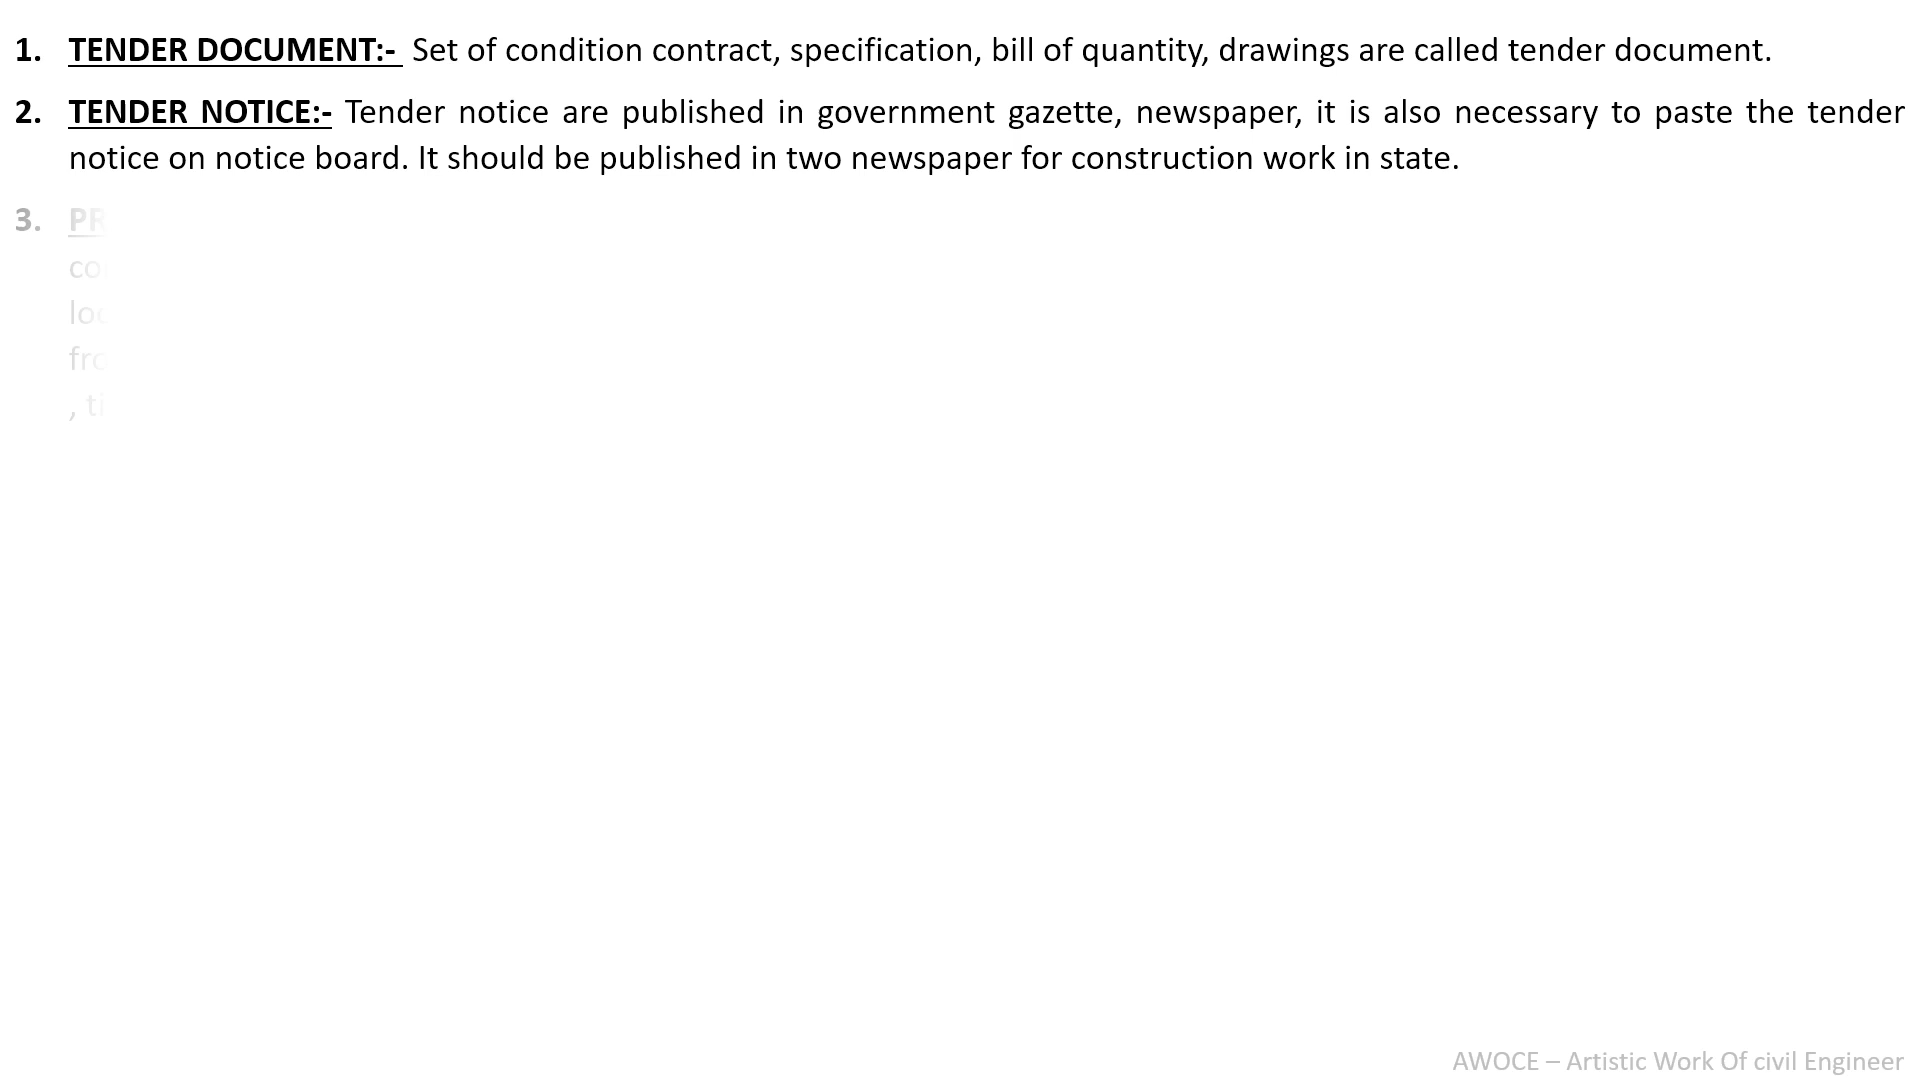 1. TENDER DOCUMENT:- Set of condition contract, specification, bill of quantity, drawings are called tender document.
2. TENDER NOTICE:- Tender notice are published in government gazette, newspaper, it is also necessary to paste the tender
notice on notice board. It should be published in two newspaper for construction work in state.
3.
AWOCE – Artistic Work Of civil Engineer